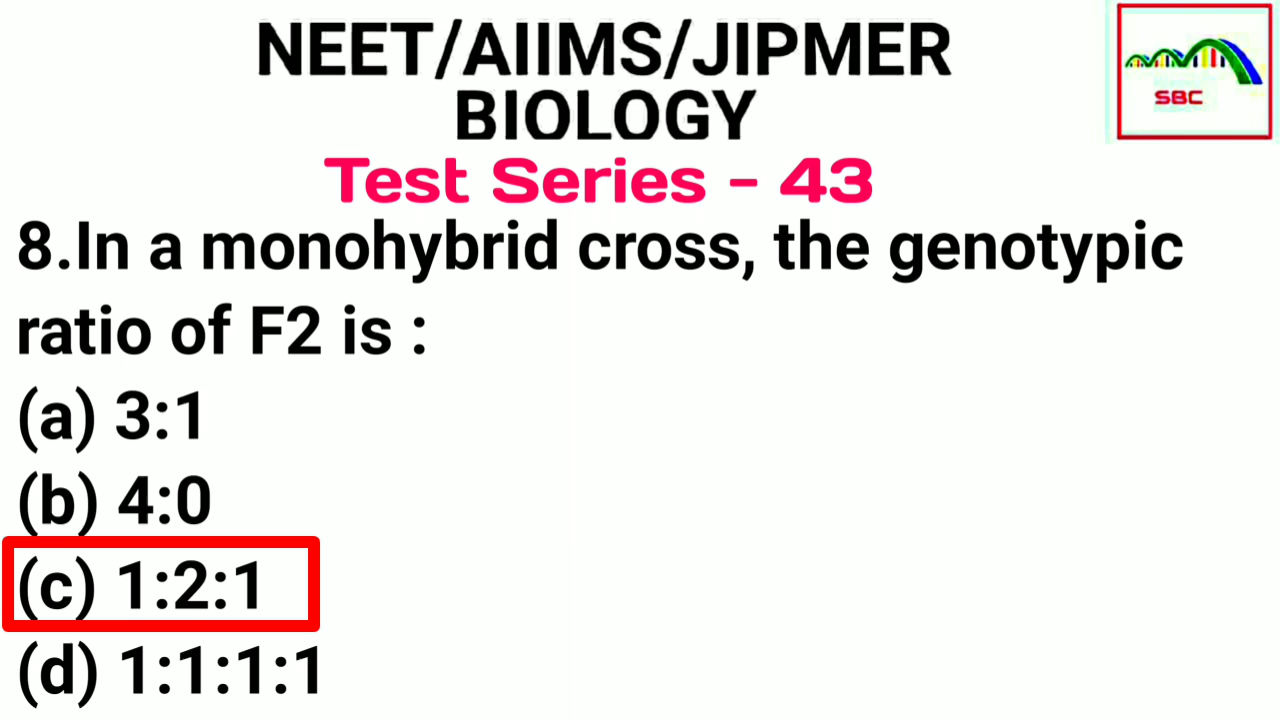 NEET/AIIMS/JIPMER
BIOLOGY
SBC
Test Series - 43
8.In a monohybrid cross, the genotypic
ratio of F2 is :
(a) 3:1
(b) 4:0
(c) 1:2:1
(d) 1:1:1:1